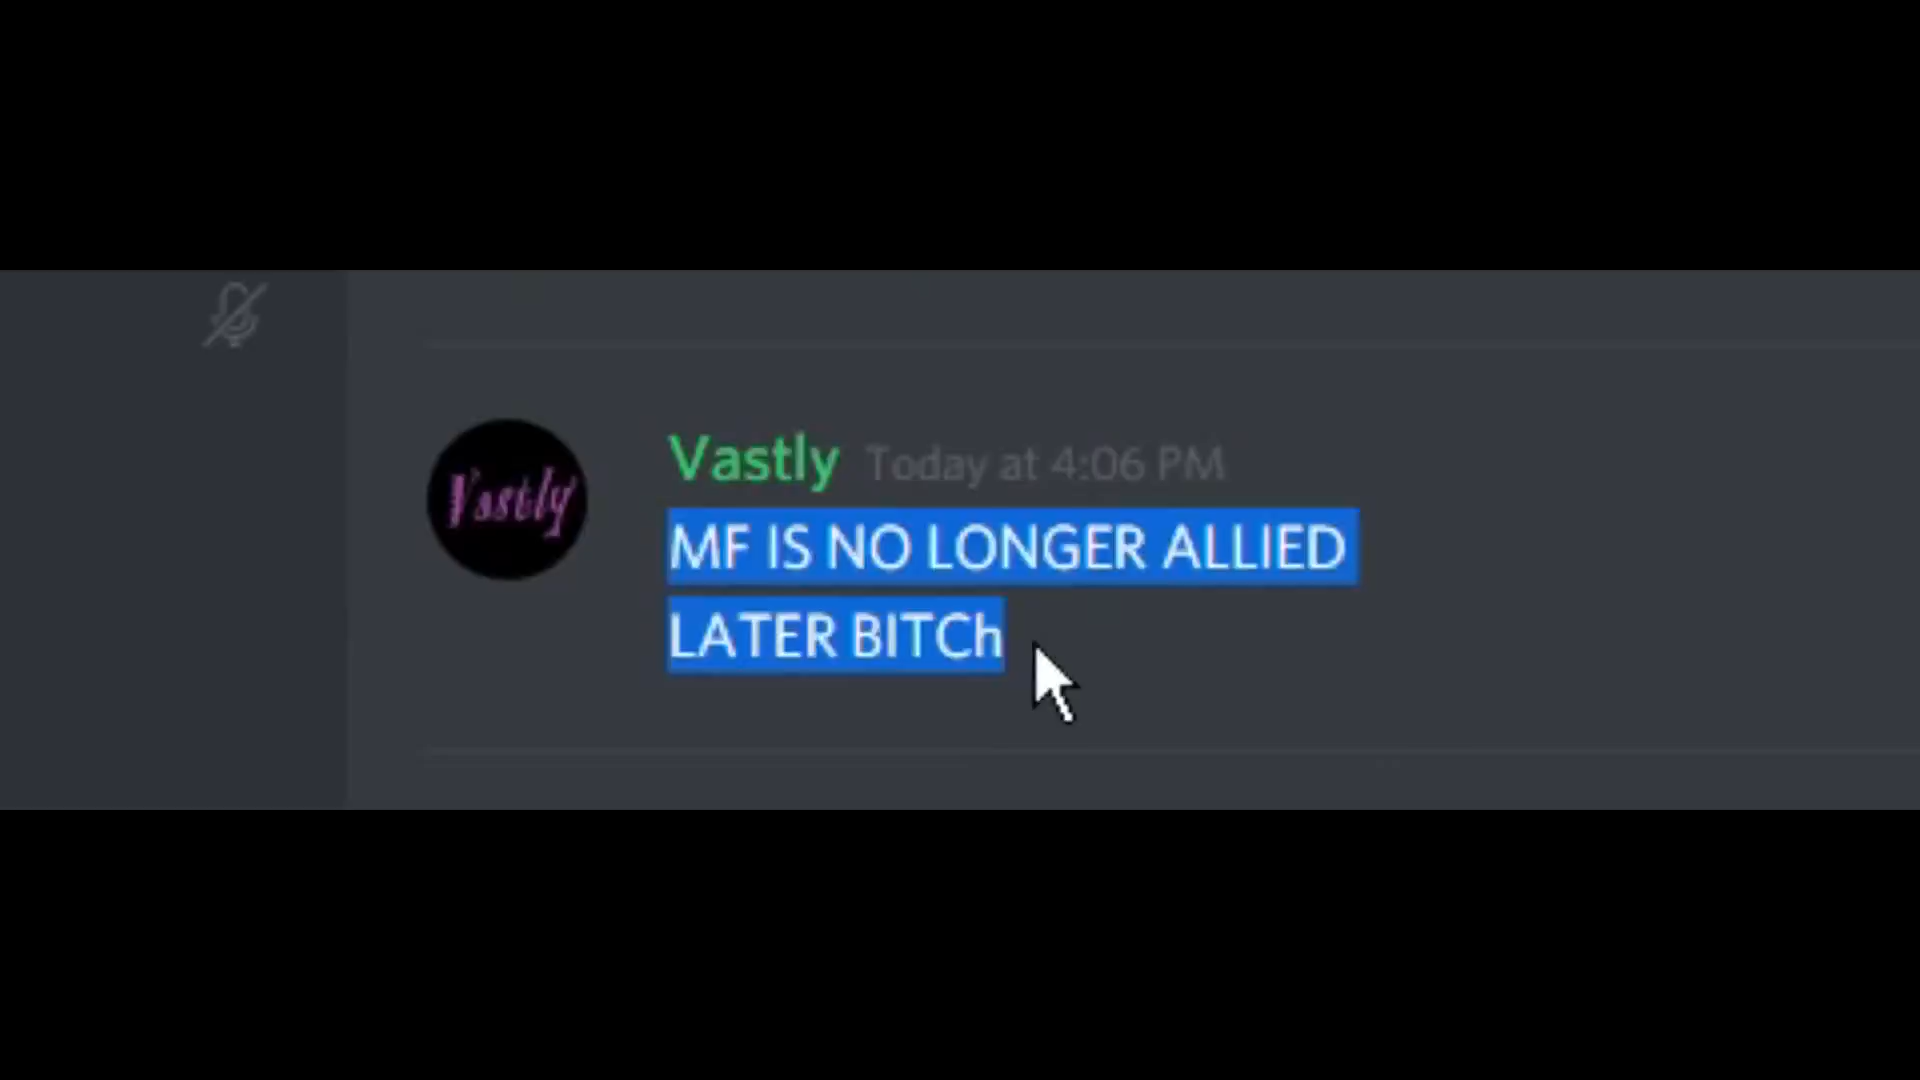 Vastly
Vastly Today at 4:06 PM
MF IS NO LONGER ALLIED
LATER BITCh